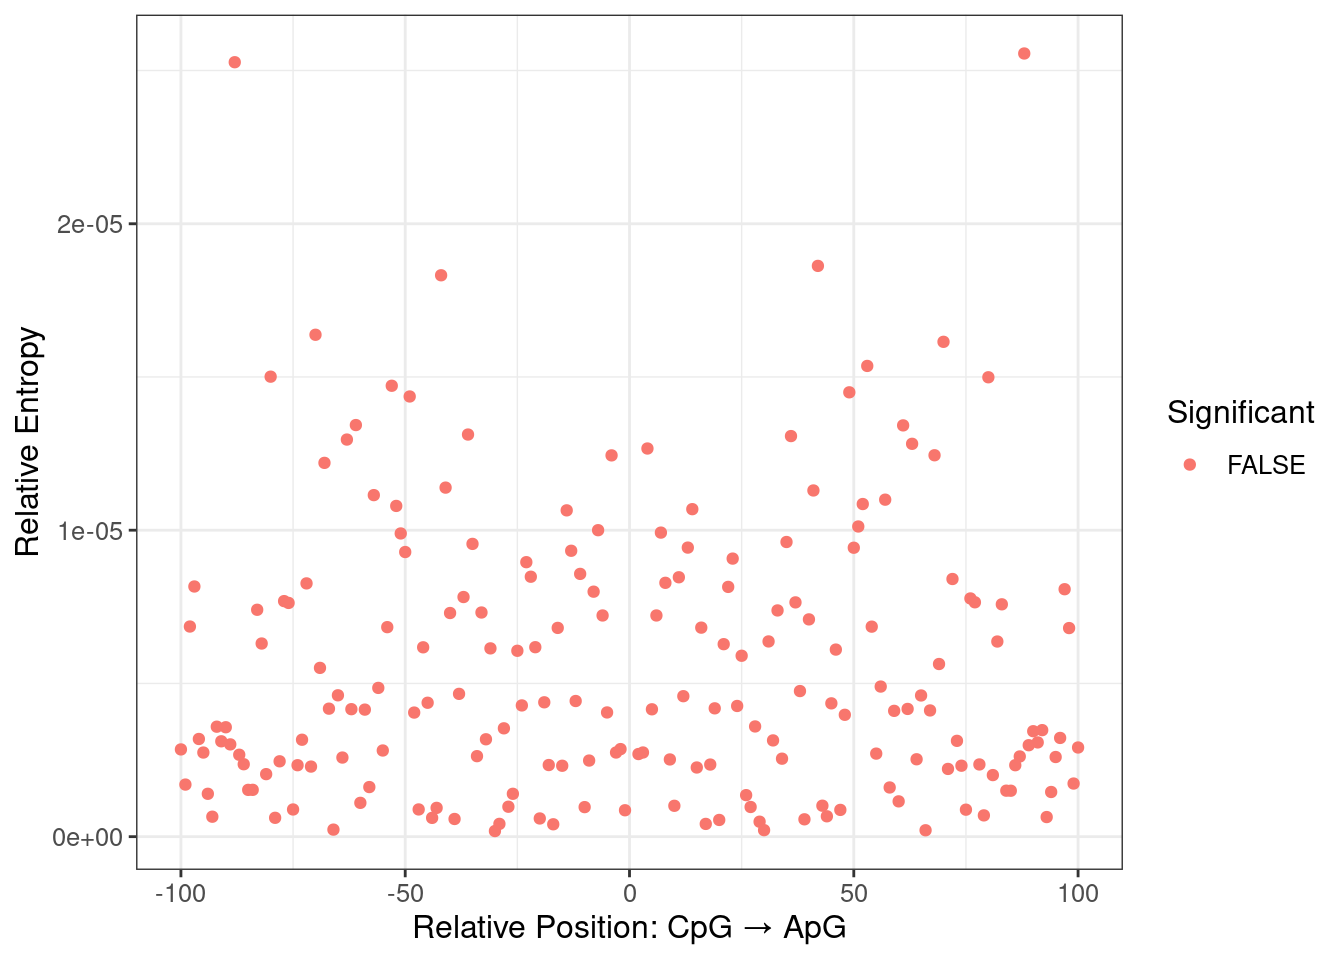 2e-05
1e-05
0e+00
-100
-50
0
50
100
Relative Position: CpG → ApG
Relative Entropy
Significant
FALSE